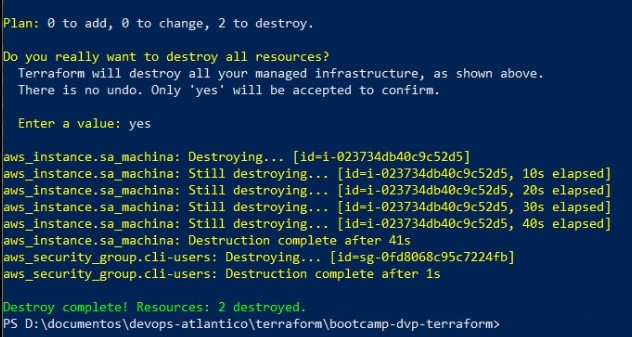 Plan: 0 to add, 0 to change, 2 to destroy.
Do you really want to destroy all resources?
Terraform will destroy all your managed infrastructure, as shown above.
There is no undo. Only 'yes' will be accepted to confirm.
Enter a value: yes
aws_instance.sa_machina: Destroying... [id=i-023734db40c9c52d5]
aws_instance.sa_machina: Still destroying... [id=i-023734db40c9c52d5, 10s elapsed]
aws_instance.sa_machina: Still destroying... [id=i-023734db40c9c52d5, 20s elapsed]
aws_instance.sa_machina: Still destroying... [id=i-023734db40c9c52d5, 30s elapsed]
aws_instance.sa_machina: Still destroying... [id=i-023734db40c9c52d5, 40s elapsed]
aws_instance.sa_machina: Destruction complete after 41s
aws_security_group.cli-users: Destroying... [id=sg-0fd8068c95c7224fb]
aws_security_group.cli-users: Destruction complete after 1s
Destroy complete! Resources: 2 destroyed.
PS D:\documentos\devops-atlantico\terraform\bootcamp-dvp-terraform>